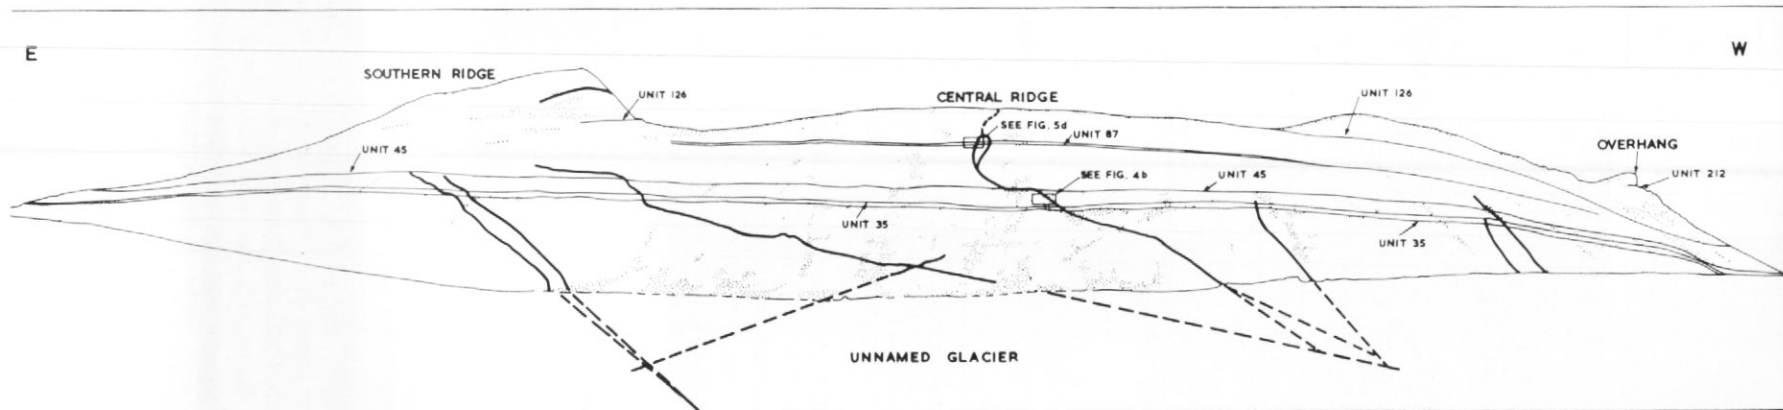 E
W
SOUTHERN RIDGE
UNIT 126
CENTRAL RIDGE
UNIT 126
SEE FIG. 5d
UNIT 87
OVERHANG
UNIT 45
SEE FIG. 4b
UNIT 45
UNIT 212
UNIT 35
UNIT 35
UNNAMED GLACIER